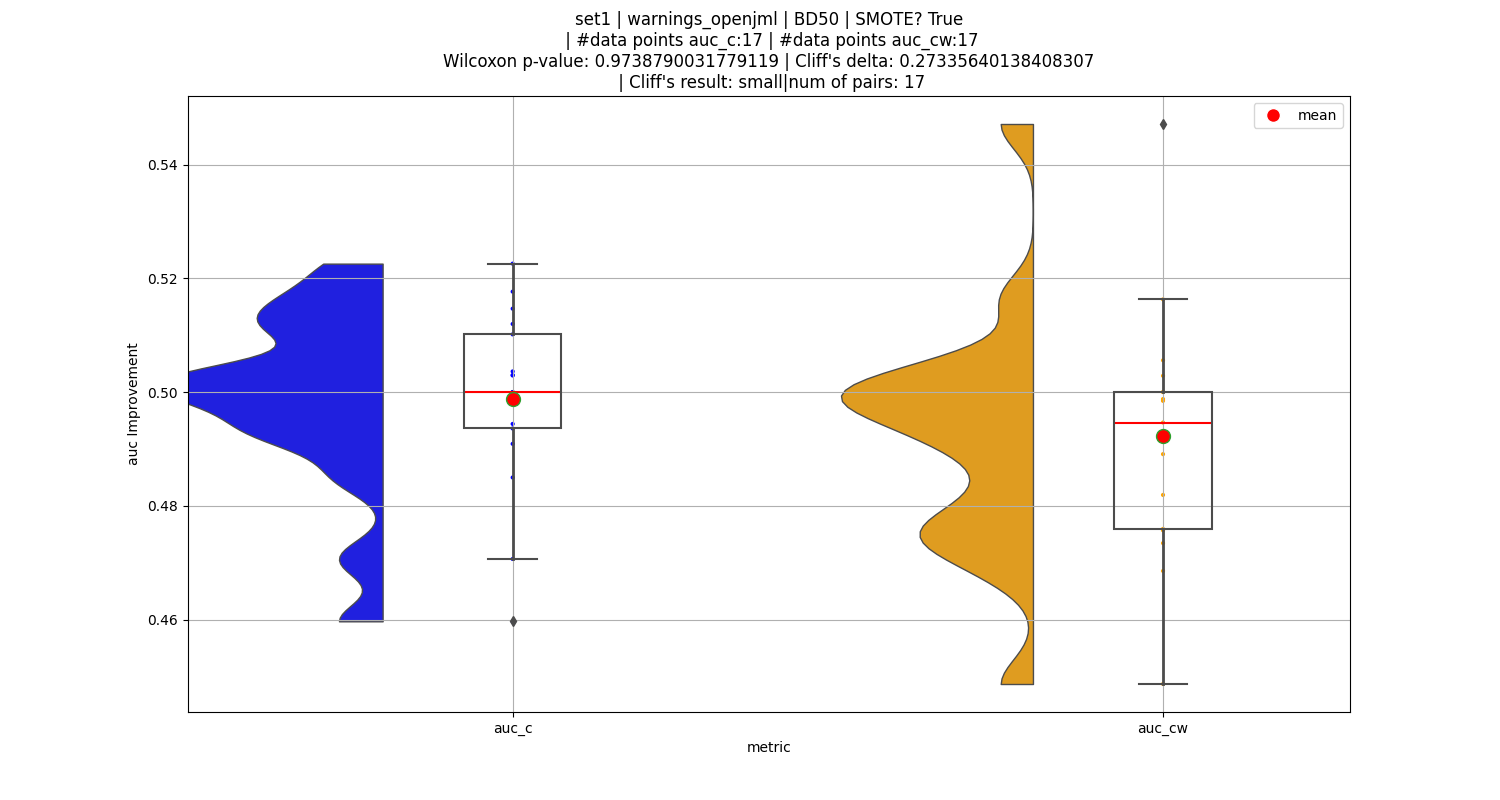 set1 | warnings_openjml | BD50 | SMOTE? True
| #data points auc_c:17 | #data points auc_cw:17
Wilcoxon p-value: 0.9738790031779119 | Cliff's delta: 0.27335640138408307
| Cliff's result: small|num of pairs: 17
mean
0.54
0.52
0.50
0.48
0.46
auc Improvement
auc_c
auc_cw
metric